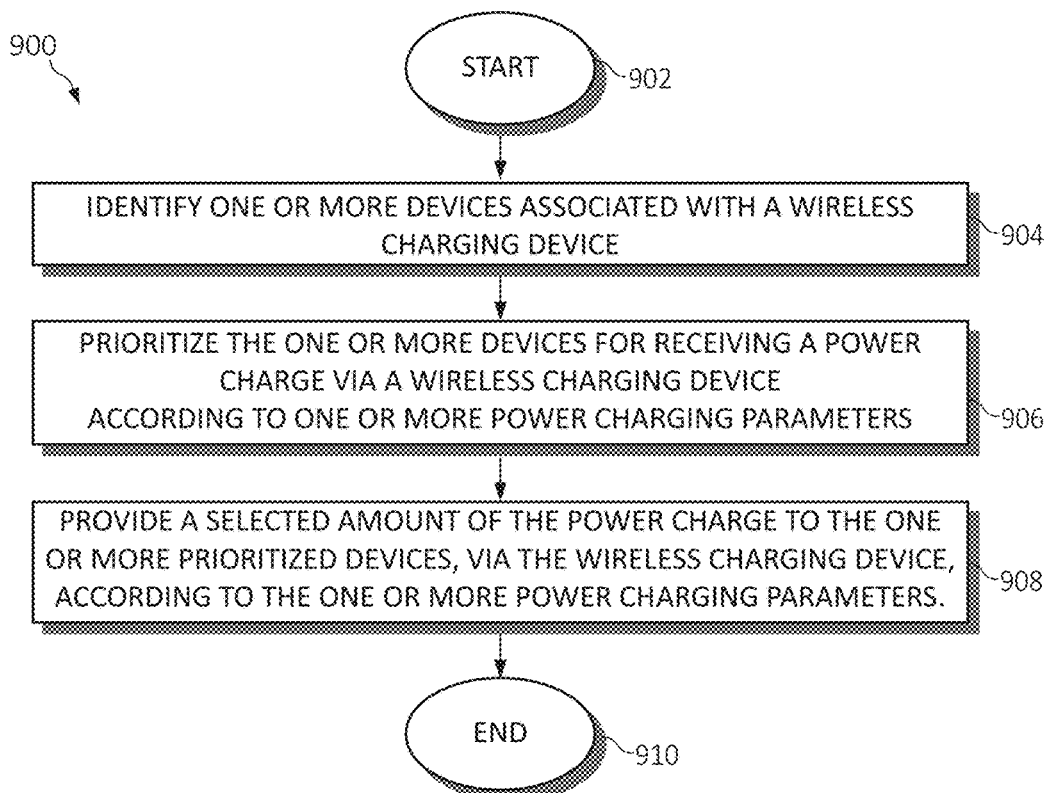 900
START
902
IDENTIFY ONE OR MORE DEVICES ASSOCIATED WITH A WIRELESS
CHARGING DEVICE
904
PRIORITIZE THE ONE OR MORE DEVICES FOR RECEIVING A POWER
CHARGE VIA A WIRELESS CHARGING DEVICE
ACCORDING TO ONE OR MORE POWER CHARGING PARAMETERS
906
PROVIDE A SELECTED AMOUNT OF THE POWER CHARGE TO THE ONE
OR MORE PRIORITIZED DEVICES, VIA THE WIRELESS CHARGING DEVICE,
ACCORDING TO THE ONE OR MORE POWER CHARGING PARAMETERS.
908
END
910